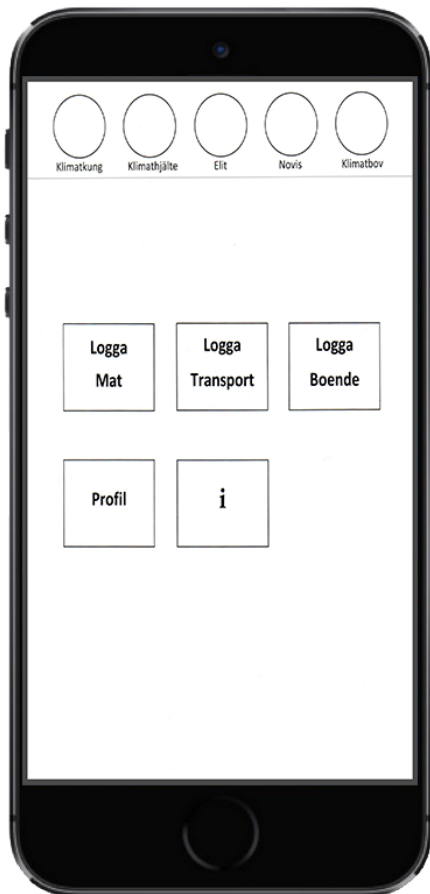 Klimatkung Klimathjälte Elit Novis Klimatbov
Logga
Mat
Logga
Transport
Logga
Boende
Profil
i